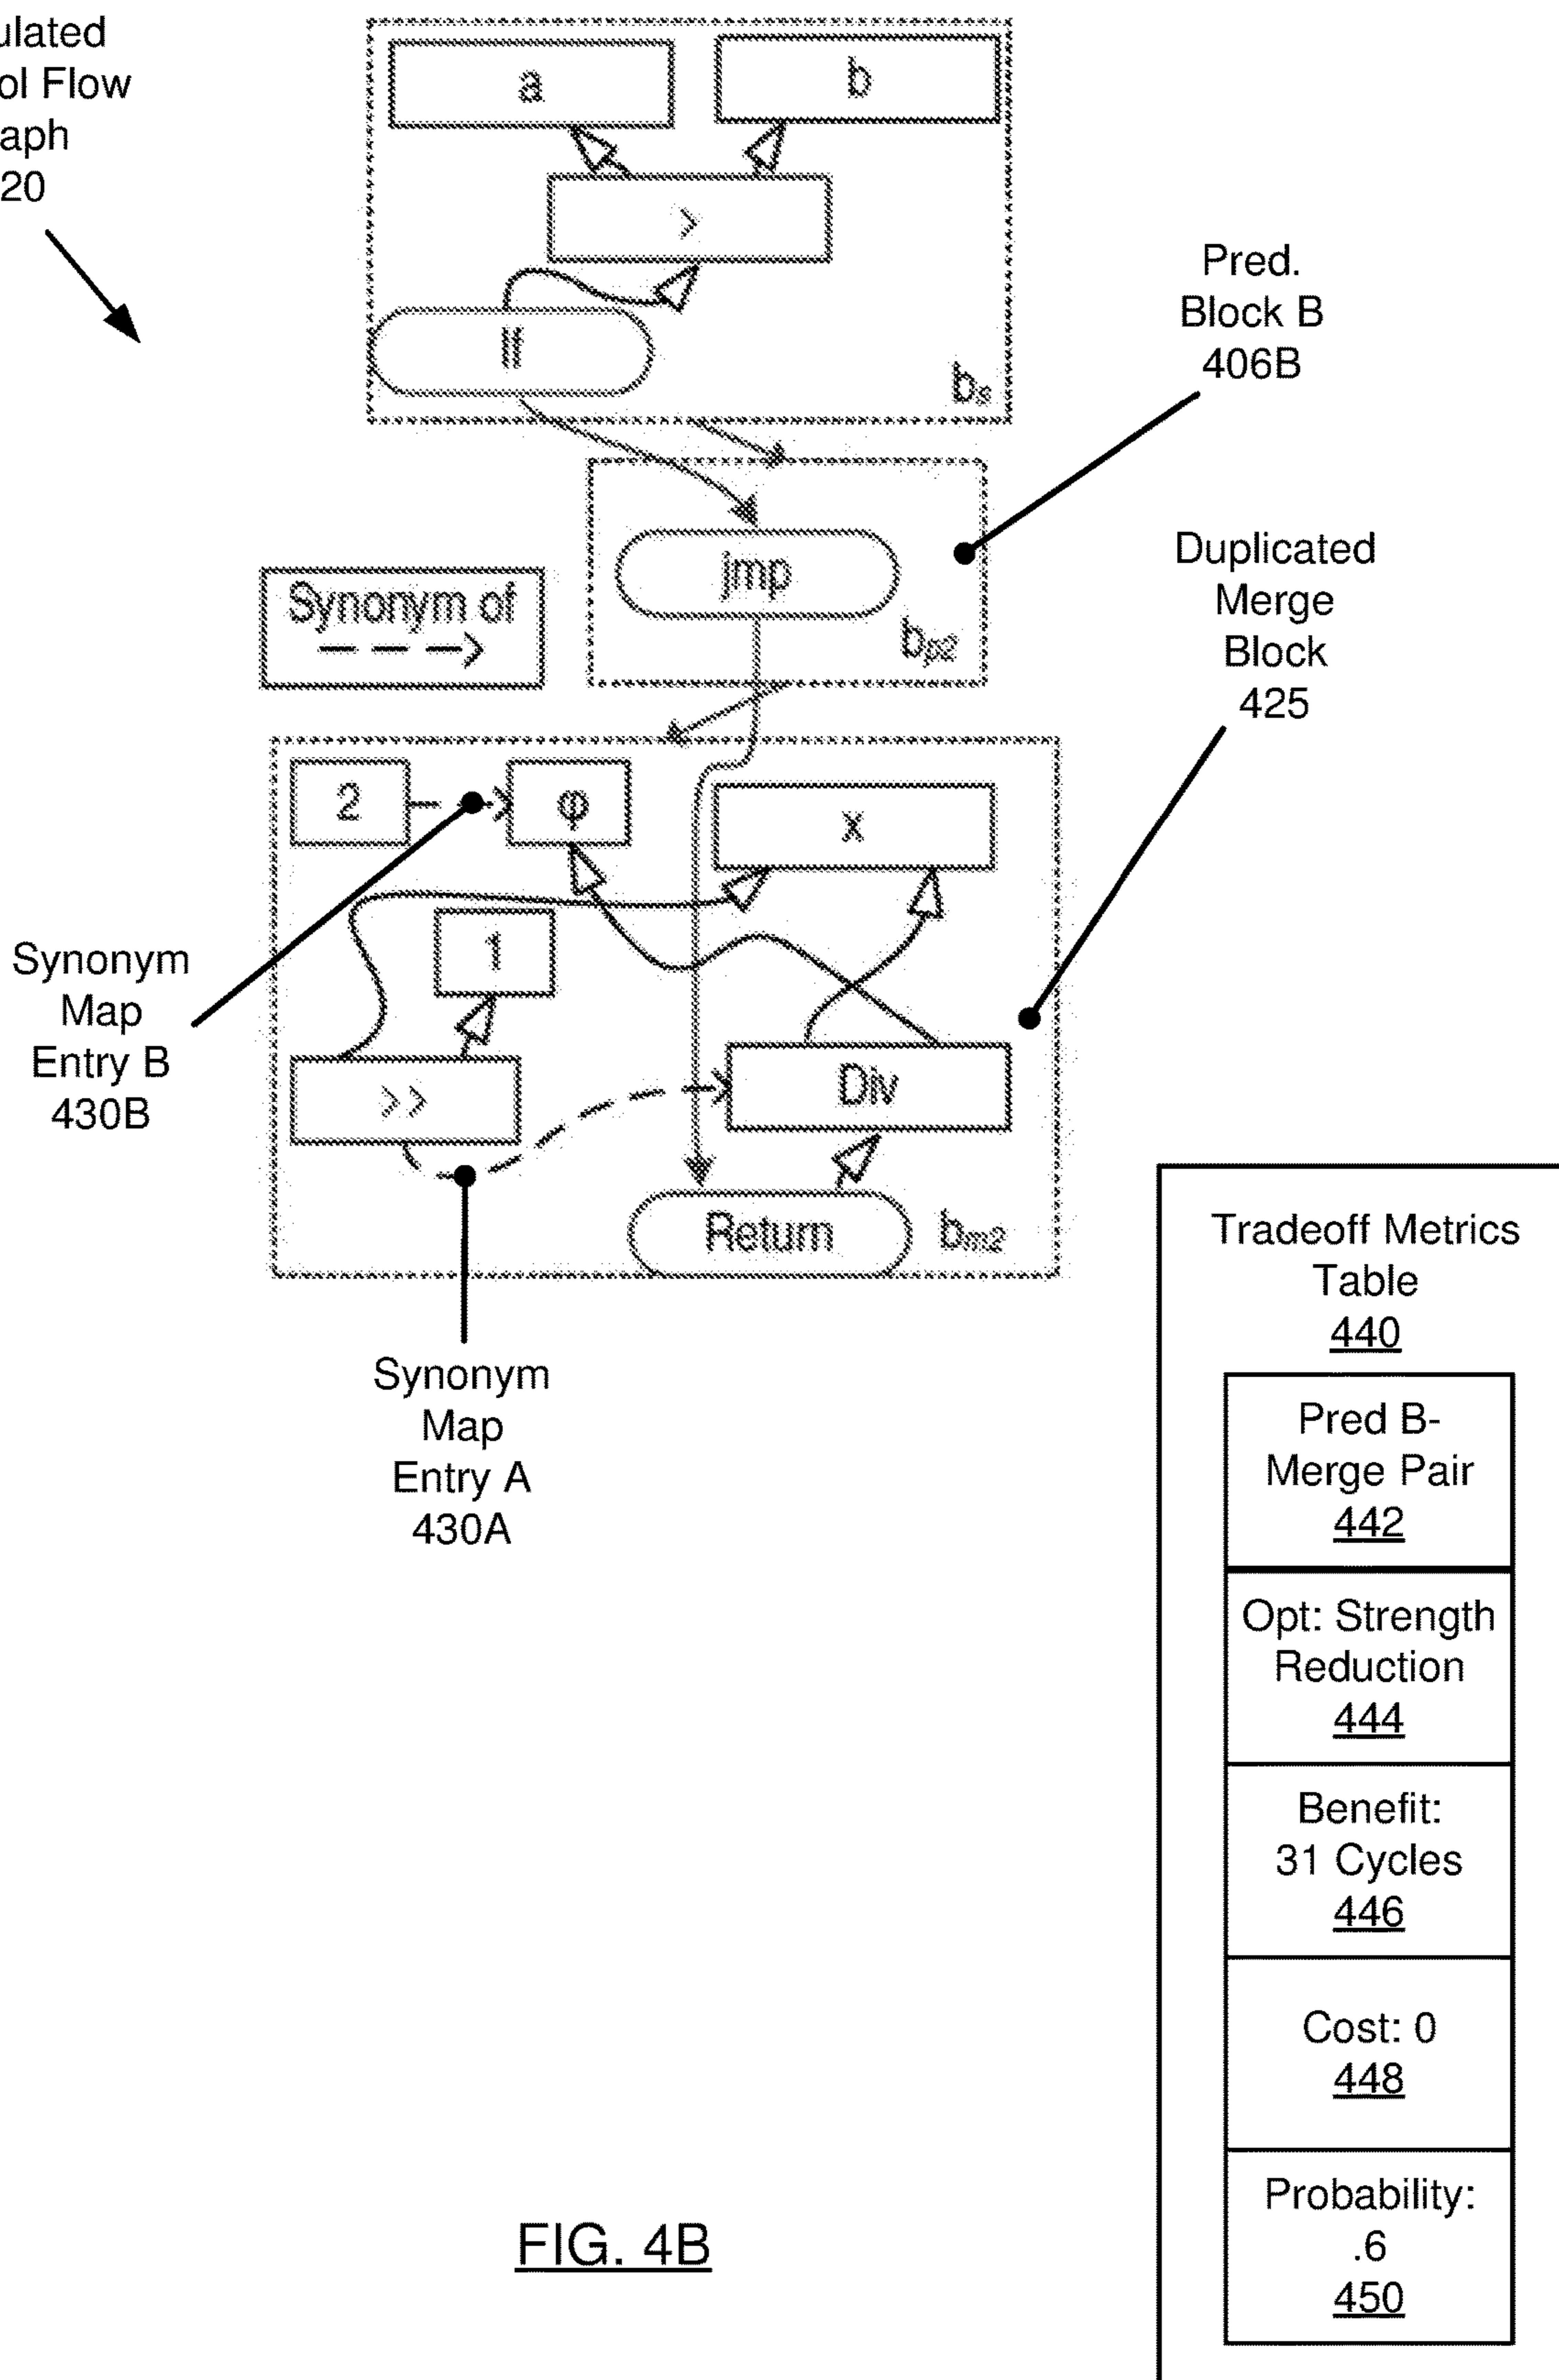 ulated
ol Flow
aph
20
a
b
>
If
bs
Pred.
Block B
406B
jmp
bp2
Synonym of
Duplicated
Merge
Block
425
2
φ
x
1
>>
Div
Return
bm2
Synonym
Map
Entry B
430B
Synonym
Map
Entry A
430A
Tradeoff Metrics
Table
440
Pred B-
Merge Pair
442
Opt: Strength
Reduction
444
Benefit:
31 Cycles
446
Cost: 0
448
Probability:
.6
450
FIG. 4B